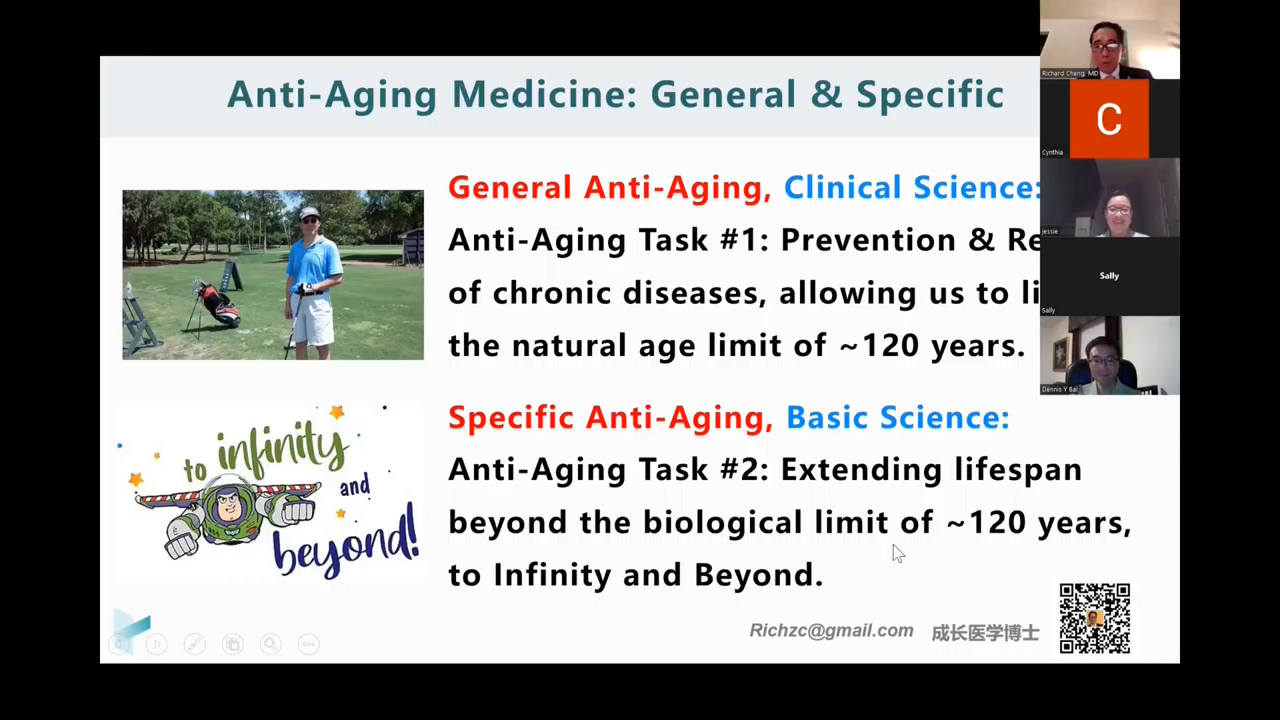 Anti-Aging Medicine: General & Specific
General Anti-Aging, Clinical Science:
Anti-Aging Task #1: Prevention & Re
of chronic diseases, allowing us to li
the natural age limit of ~120 years.
to infinity
and
beyond!
Specific Anti-Aging, Basic Science:
Anti-Aging Task #2: Extending lifespan
beyond the biological limit of ~120 years,
to Infinity and Beyond.
Richzc@gmail.com 成长医学博士
Richard Cheng, MD
C
Cynthia
jessie
Sally
Sally
Dennis Y Bai